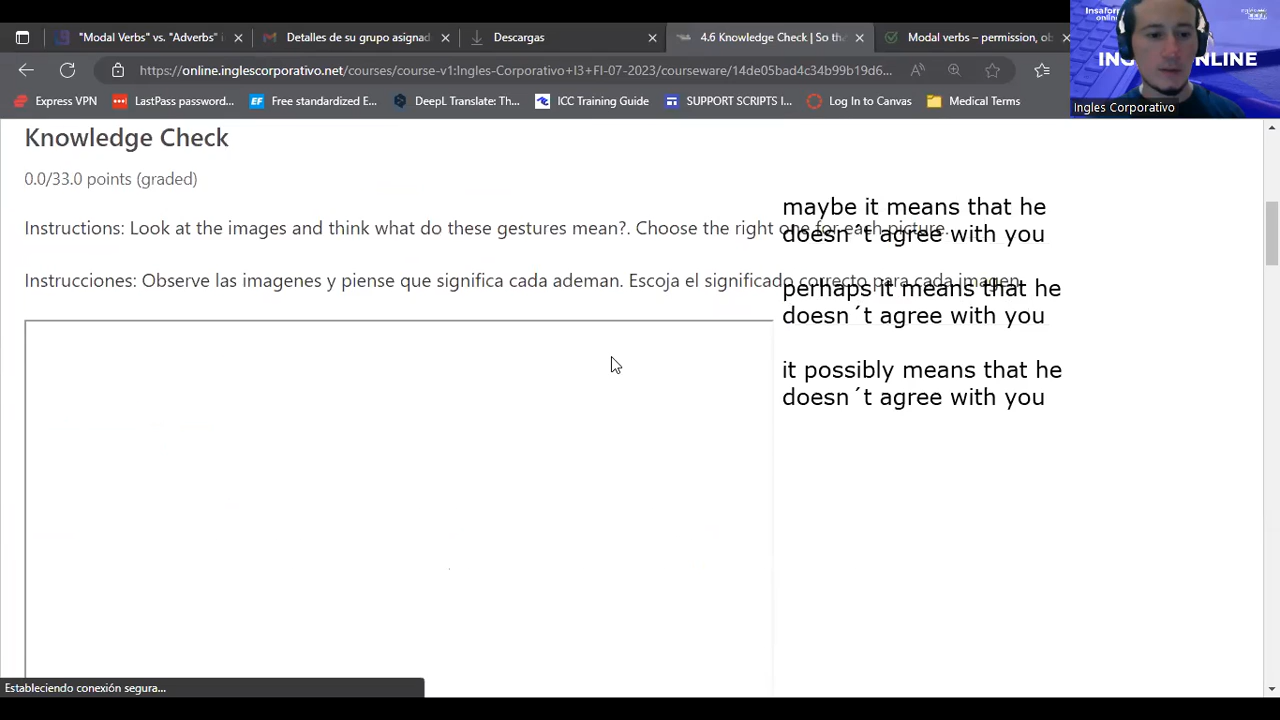 "Modal Verbs" vs. "Adverbs" i
Detalles de su grupo asignad
Descargas
4.6 Knowledge Check | So tha
Modal verbs – permission, ob
https://online.inglescorporativo.net/courses/course-v1:Ingles-Corporativo+I3+FI-07-2023/courseware/14de05bad4c34b99b19d6...
Express VPN
LastPass password...
Free standardized E...
DeepL Translate: Th...
ICC Training Guide
SUPPORT SCRIPTS I...
Log In to Canvas
Medical Terms
Ingles Corporativo
Knowledge Check
0.0/33.0 points (graded)
Instructions: Look at the images and think what do these gestures mean?. Choose the right one for each picture.
Instrucciones: Observe las imagenes y piense que significa cada ademan. Escoja el significado correcto para cada imagen.
maybe it means that he
doesn´t agree with you
perhaps it means that he
doesn´t agree with you
it possibly means that he
doesn´t agree with you
Estableciendo conexión segura...